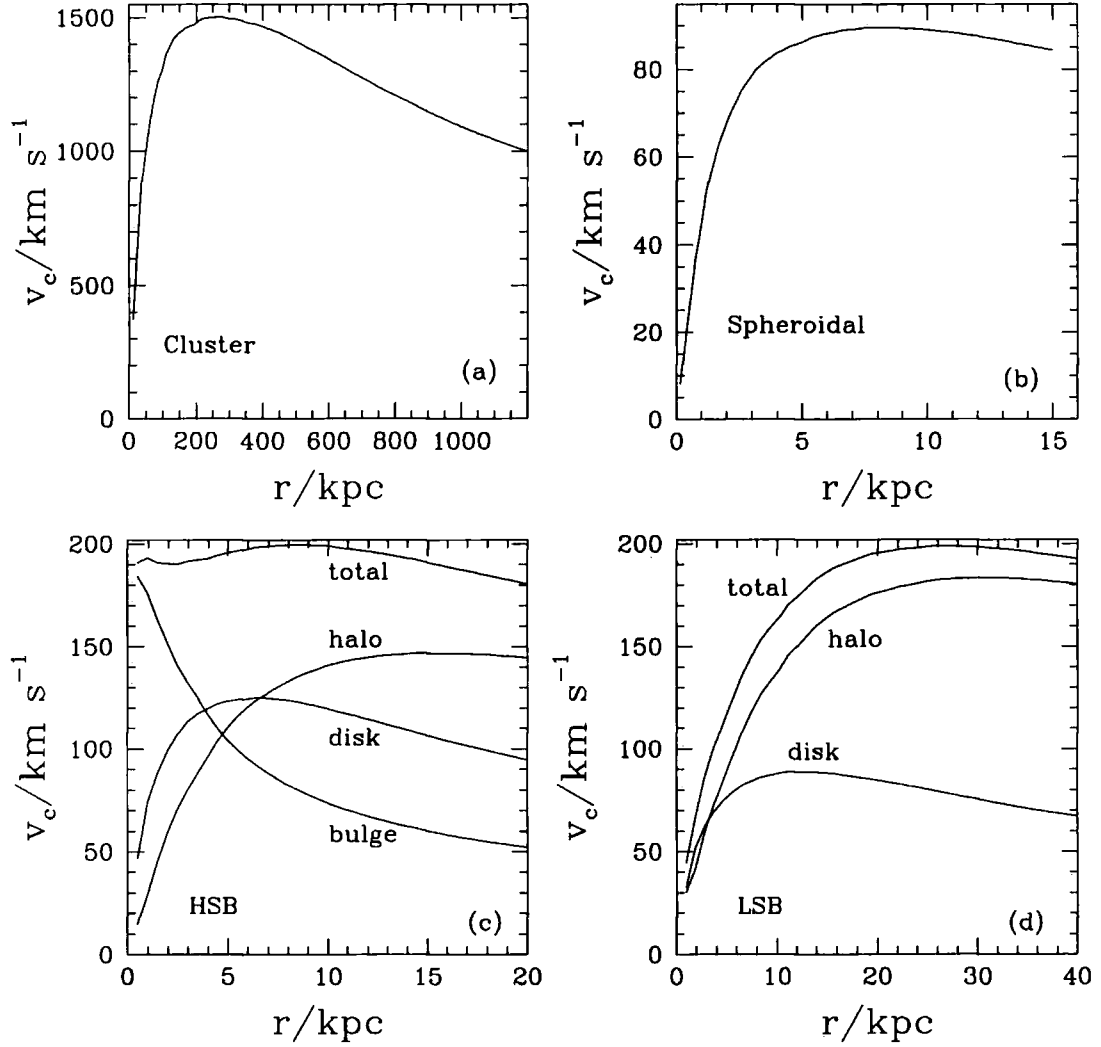 1500
1000
500
0
v_c/km s⁻¹
Cluster
(a)
0 200 400 600 800 1000
r/kpc
80
60
40
20
0
v_c/km s⁻¹
Spheroidal
(b)
0 5 10 15
r/kpc
200
150
100
50
0
v_c/km s⁻¹
total
halo
disk
bulge
HSB
(c)
0 5 10 15 20
r/kpc
200
150
100
50
0
v_c/km s⁻¹
total
halo
disk
LSB
(d)
0 10 20 30 40
r/kpc